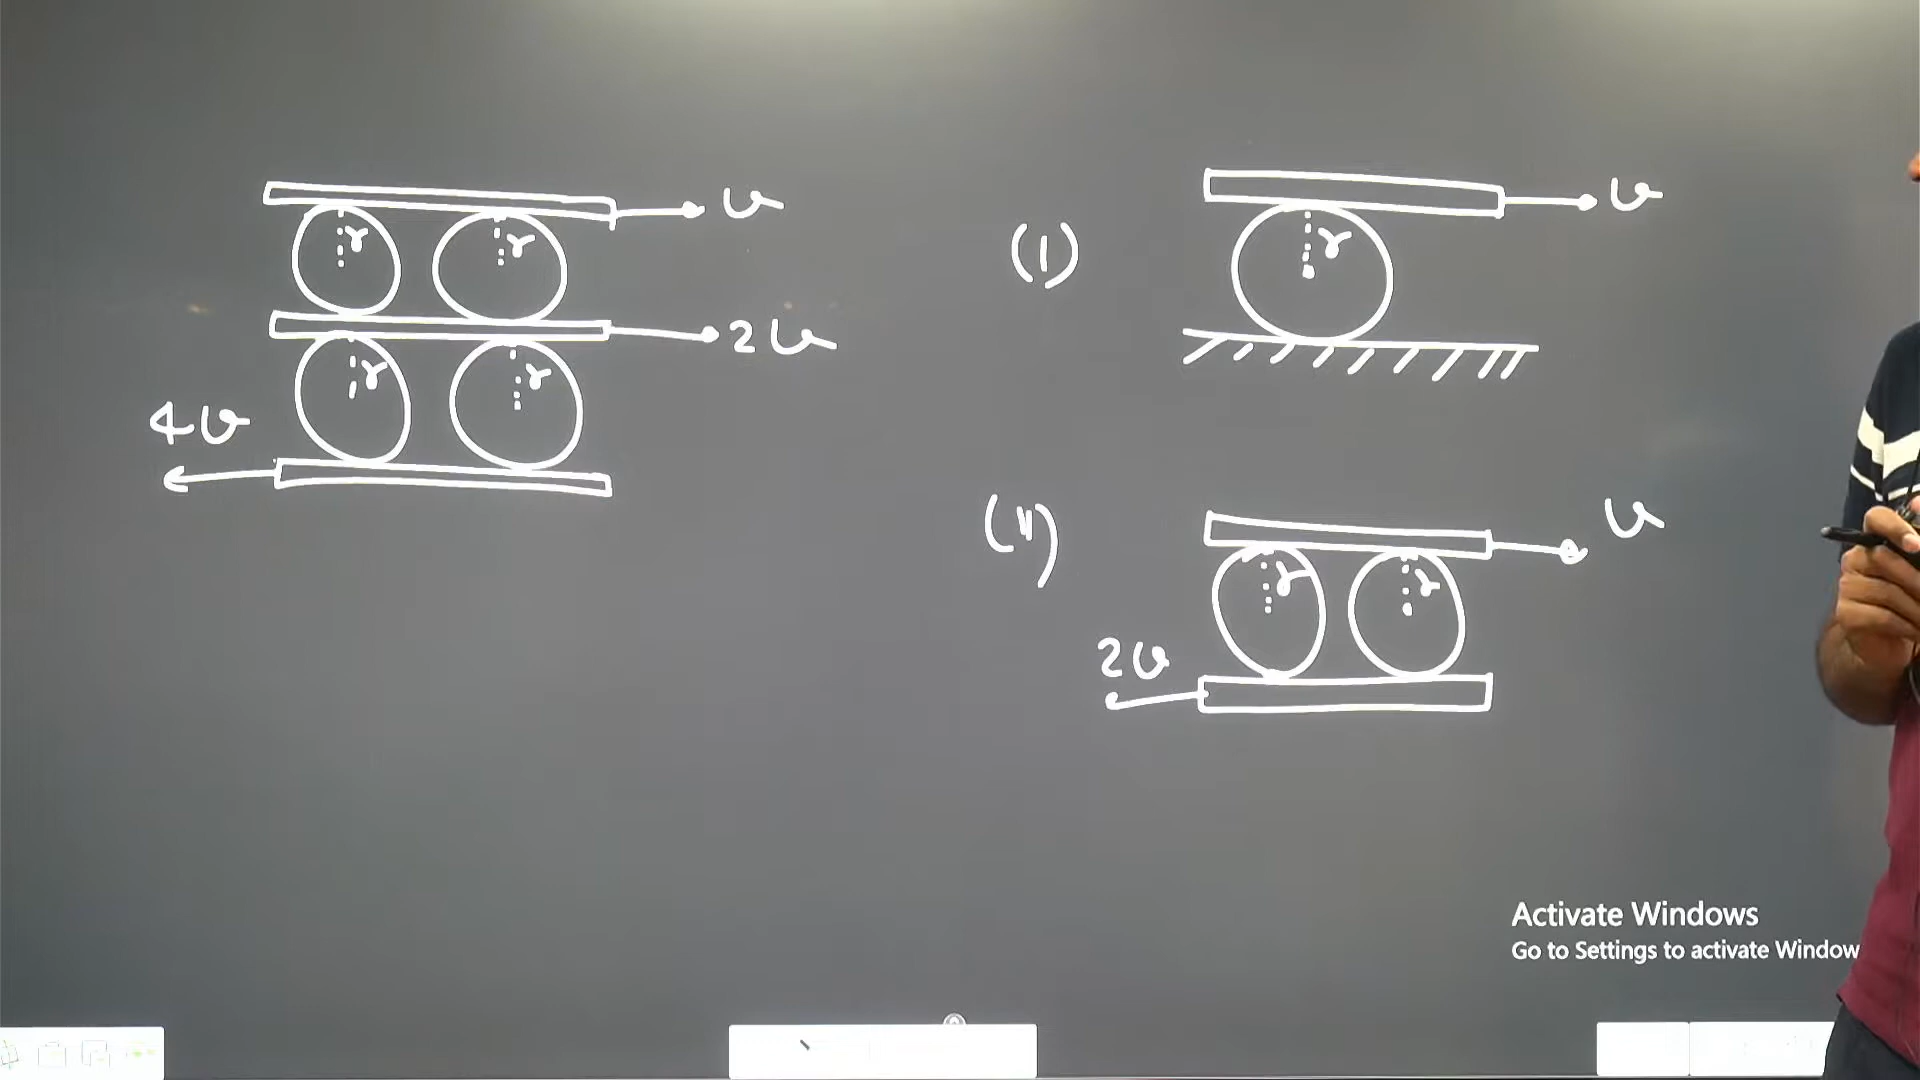 v
r r
2v
r r
4v
(I)
v
r
(II)
v
r r
2v
Activate Windows
Go to Settings to activate Window